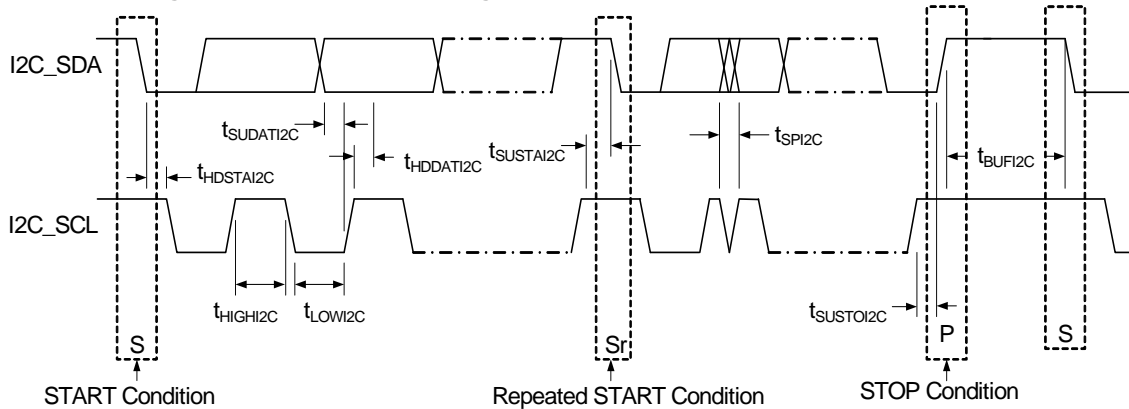 I2C_SDA
tSUDATI2C
tHDSTAI2C
tHDDATI2C
tSUSTAI2C
tSPI2C
tBUFI2C
I2C_SCL
tHIGHI2C
tLOWI2C
tSUSTOI2C
S
Sr
P
S
START Condition
Repeated START Condition
STOP Condition